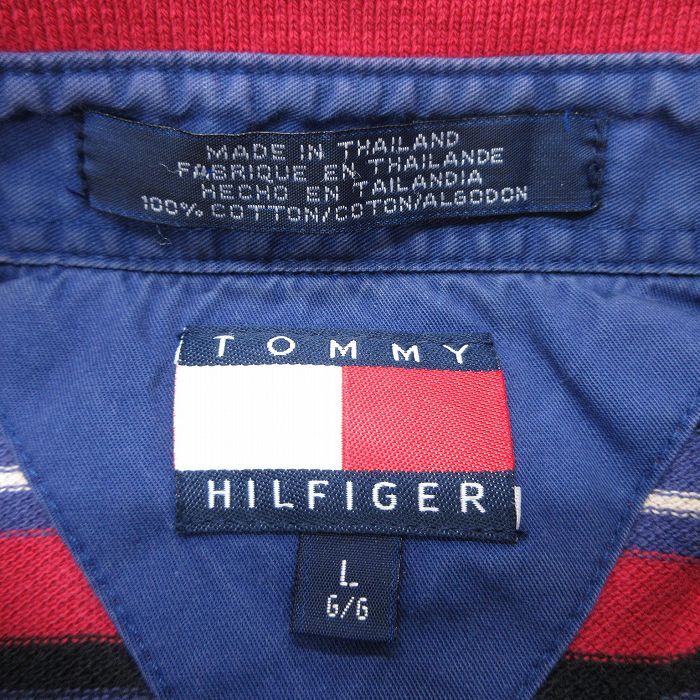 MADE IN THAILAND
FABRIQUE EN THAILANDE
HECHO EN TAILANDIA
100% COTTON/COTON/ALGODON
TOMMY
HILFIGER
L
G/G